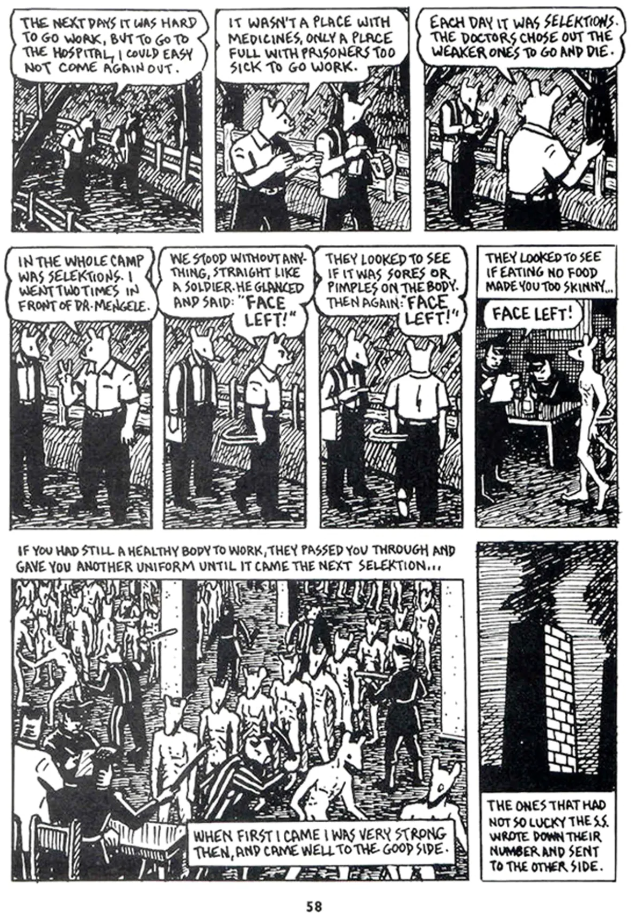 THE NEXT DAYS IT WAS HARD
TO GO WORK, BUT TO GO TO
THE HOSPITAL, I COULD EASY
NOT COME AGAIN OUT.
IT WASN'T A PLACE WITH
MEDICINES, ONLY A PLACE
FULL WITH PRISONERS TOO
SICK TO GO WORK.
EACH DAY IT WAS SELEKTIONS.
THE DOCTORS CHOSE OUT THE
WEAKER ONES TO GO AND DIE.
IN THE WHOLE CAMP
WAS SELEKTIONS. I
WENT TWO TIMES IN
FRONT OF DR. MENGELE.
WE STOOD WITHOUT ANY-
THING, STRAIGHT LIKE
A SOLDIER. HE GLANCED
AND SAID: "FACE
LEFT!"
THEY LOOKED TO SEE
IF IT WAS SORES OR
PIMPLES ON THE BODY.
THEN AGAIN: "FACE
LEFT!"
THEY LOOKED TO SEE
IF EATING NO FOOD
MADE YOU TOO SKINNY...
FACE LEFT!
IF YOU HAD STILL A HEALTHY BODY TO WORK, THEY PASSED YOU THROUGH AND
GAVE YOU ANOTHER UNIFORM UNTIL IT CAME THE NEXT SELEKTION...
WHEN FIRST I CAME I WAS VERY STRONG
THEN, AND CAME WELL TO THE GOOD SIDE.
THE ONES THAT HAD
NOT SO LUCKY THE S.S.
WROTE DOWN THEIR
NUMBER AND SENT
TO THE OTHER SIDE.
58